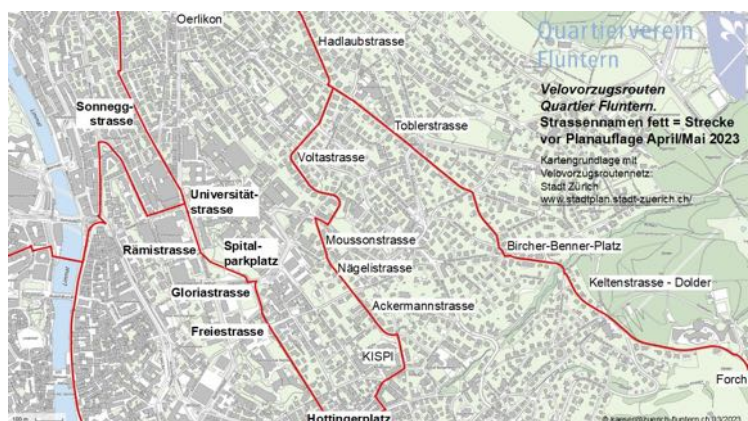 Oerlikon
Hadlaubstrasse
Quartierverein
Fluntern
Velovorzugsrouten
Quartier Fluntern.
Strassennamen fett = Strecke
vor Planauflage April/Mai 2023
Kartengrundlage mit
Velovorzugsroutennetz:
Stadt Zürich
www.stadtplan.stadt-zuerich.ch/
Sonnegg-
strasse
Toblerstrasse
Voltastrasse
Universität-
strasse
Rämistrasse
Spital-
parkplatz
Moussonstrasse
Bircher-Benner-Platz
Nägelistrasse
Gloriastrasse
Keltenstrasse - Dolder
Ackermannstrasse
Freiestrasse
KISPI
Forch
Hottingerplatz
Limmat
Limmat